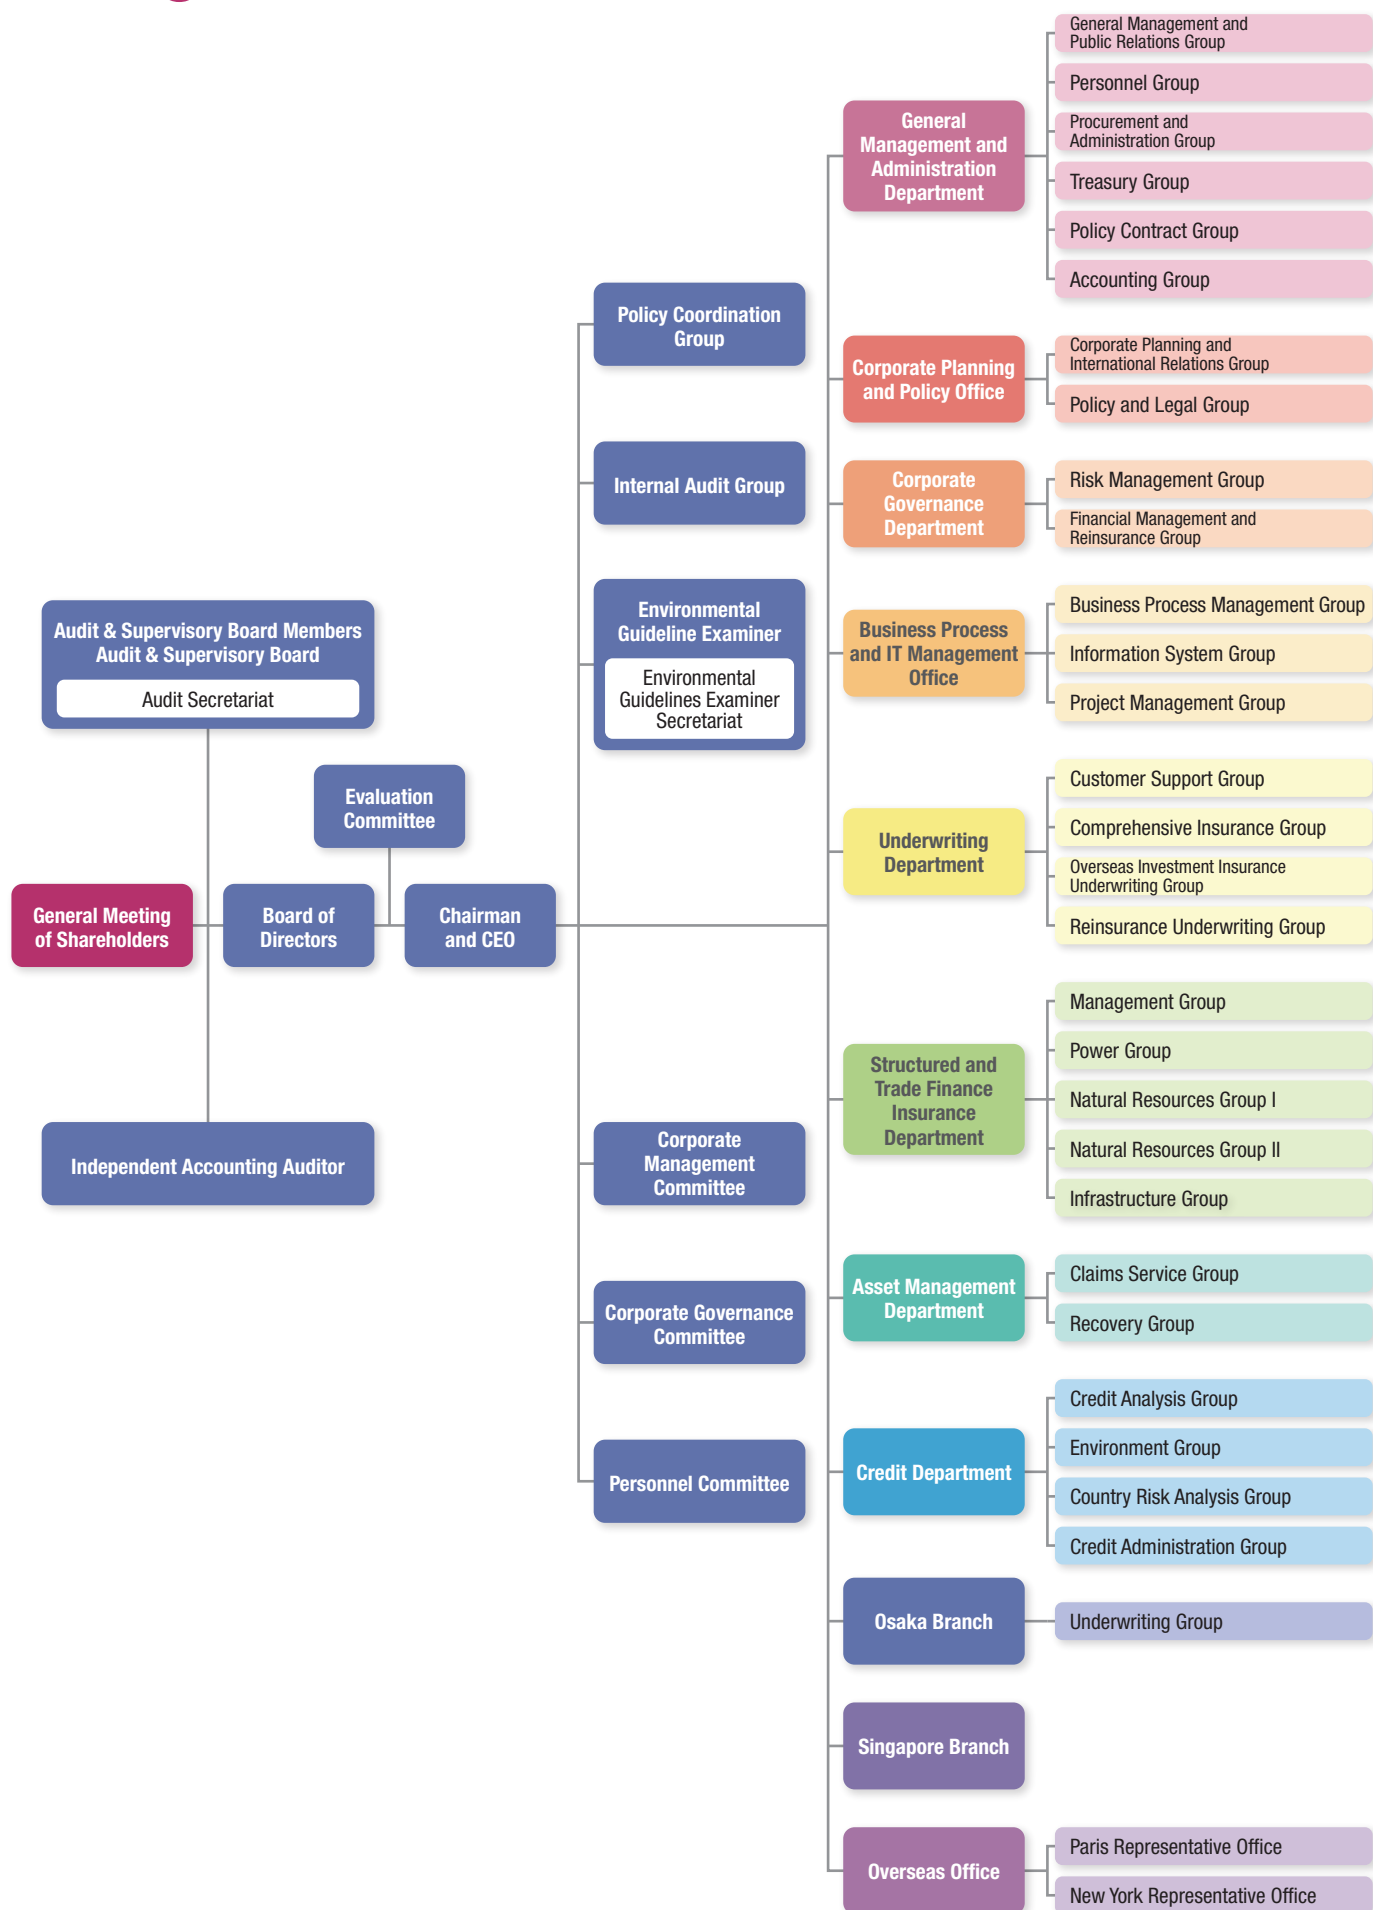 General Meeting
of Shareholders
Audit & Supervisory Board Members
Audit & Supervisory Board
Audit Secretariat
Independent Accounting Auditor
Board of
Directors
Evaluation
Committee
Chairman
and CEO
Policy Coordination
Group
Internal Audit Group
Environmental
Guideline Examiner
Environmental
Guidelines Examiner
Secretariat
Corporate
Management
Committee
Corporate Governance
Committee
Personnel Committee
General
Management and
Administration
Department
General Management and
Public Relations Group
Personnel Group
Procurement and
Administration Group
Treasury Group
Policy Contract Group
Accounting Group
Corporate Planning
and Policy Office
Corporate Planning and
International Relations Group
Policy and Legal Group
Corporate
Governance
Department
Risk Management Group
Financial Management and
Reinsurance Group
Business Process
and IT Management
Office
Business Process Management Group
Information System Group
Project Management Group
Underwriting
Department
Customer Support Group
Comprehensive Insurance Group
Overseas Investment Insurance
Underwriting Group
Reinsurance Underwriting Group
Structured and
Trade Finance
Insurance
Department
Management Group
Power Group
Natural Resources Group I
Natural Resources Group II
Infrastructure Group
Asset Management
Department
Claims Service Group
Recovery Group
Credit Department
Credit Analysis Group
Environment Group
Country Risk Analysis Group
Credit Administration Group
Osaka Branch
Underwriting Group
Singapore Branch
Overseas Office
Paris Representative Office
New York Representative Office